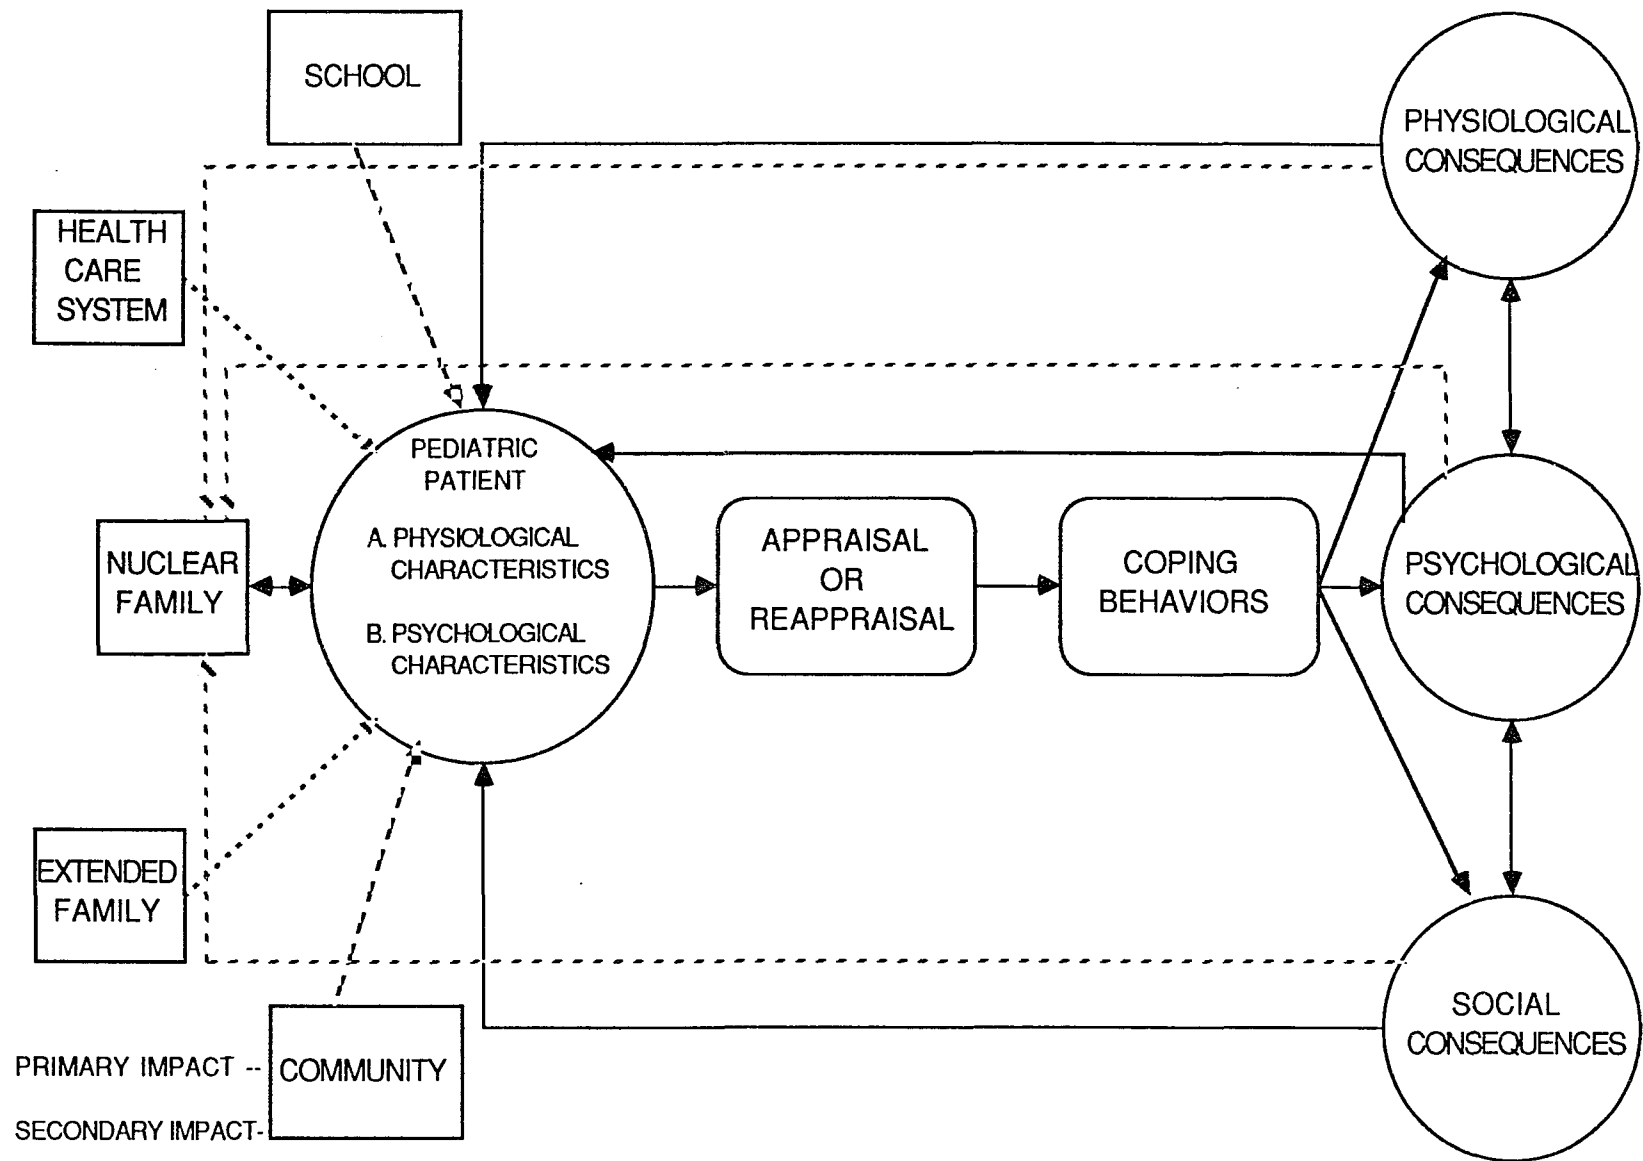 SCHOOL
PHYSIOLOGICAL
CONSEQUENCES
HEALTH
CARE
SYSTEM
PEDIATRIC
PATIENT
A. PHYSIOLOGICAL
CHARACTERISTICS
B. PSYCHOLOGICAL
CHARACTERISTICS
NUCLEAR
FAMILY
APPRAISAL
OR
REAPPRAISAL
COPING
BEHAVIORS
PSYCHOLOGICAL
CONSEQUENCES
EXTENDED
FAMILY
SOCIAL
CONSEQUENCES
COMMUNITY
PRIMARY IMPACT --
SECONDARY IMPACT-